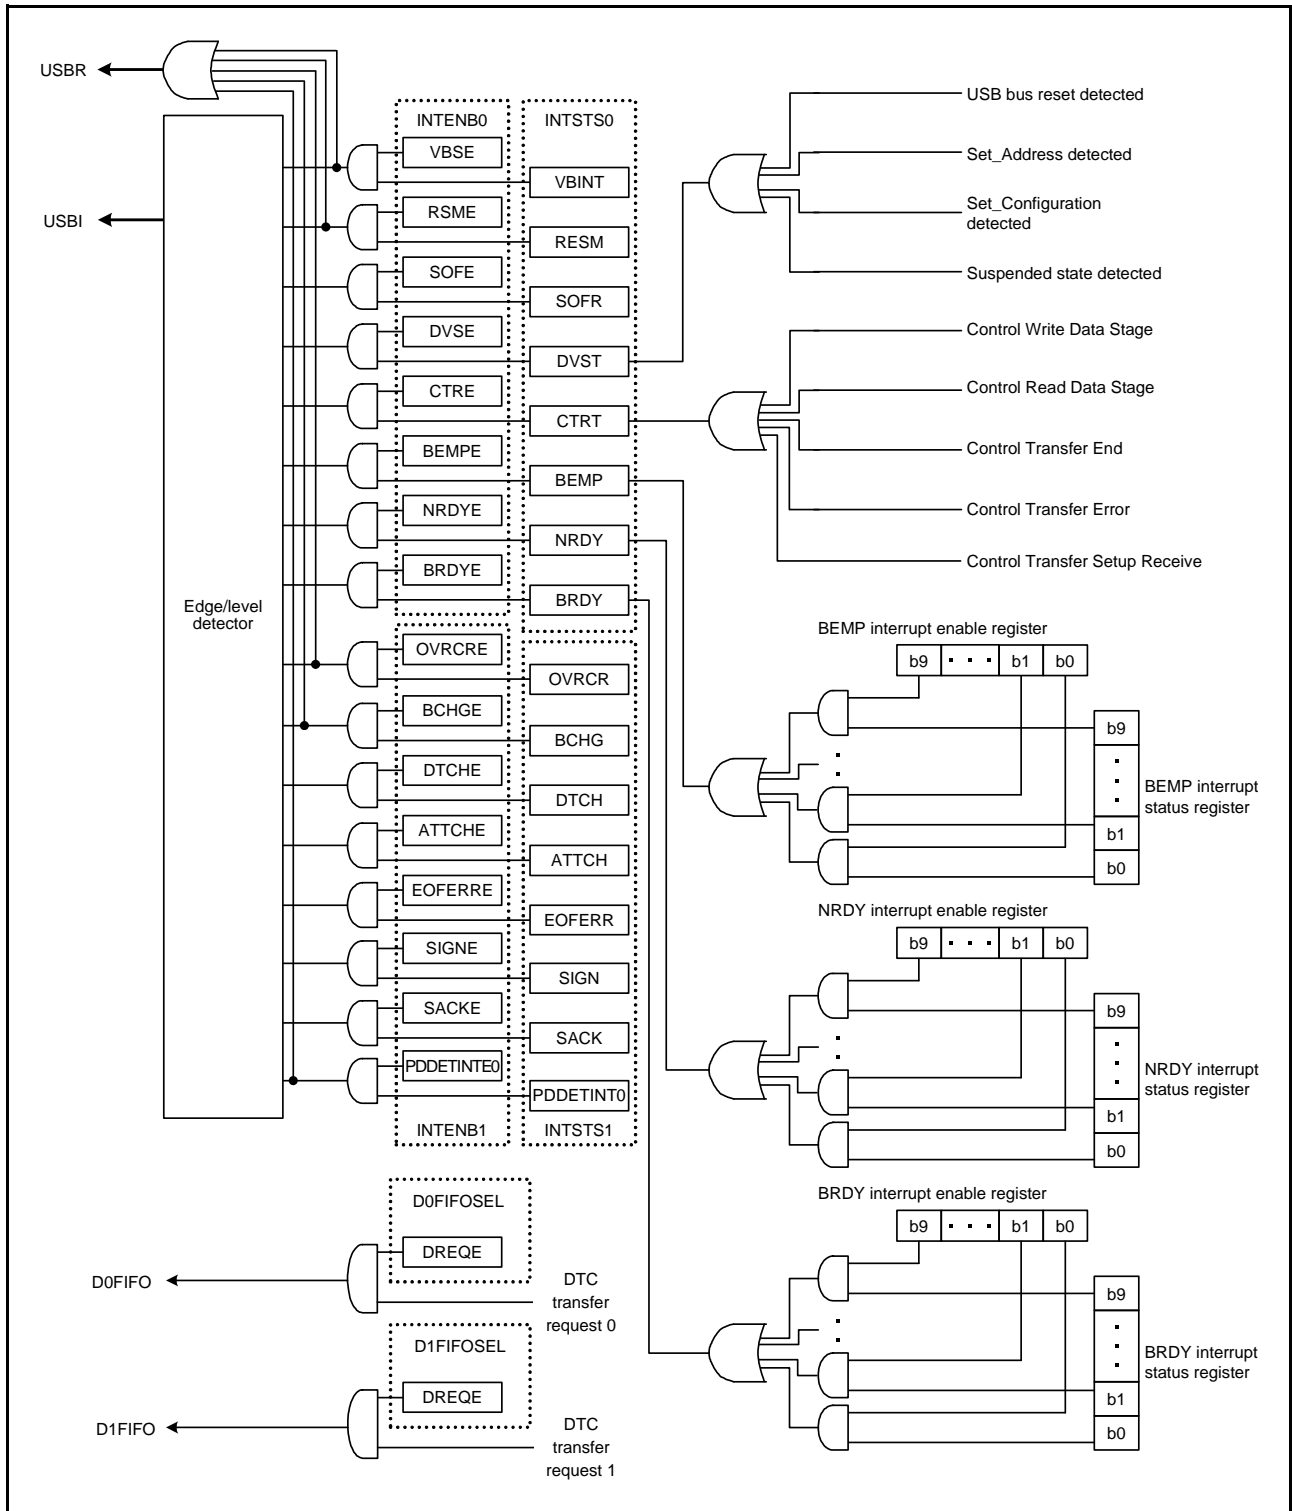 USBR
USBI
Edge/level
detector
INTENB0
VBSE
RSME
SOFE
DVSE
CTRE
BEMPE
NRDYE
BRDYE
OVRCRE
BCHGE
DTCHE
ATTCHE
EOFERRE
SIGNE
SACKE
PDDETINTE0
INTENB1
INTSTS0
VBINT
RESM
SOFR
DVST
CTRT
BEMP
NRDY
BRDY
OVRCR
BCHG
DTCH
ATTCH
EOFERR
SIGN
SACK
PDDETINT0
INTSTS1
USB bus reset detected
Set_Address detected
Set_Configuration
detected
Suspended state detected
Control Write Data Stage
Control Read Data Stage
Control Transfer End
Control Transfer Error
Control Transfer Setup Receive
BEMP interrupt enable register
b9 · · · b1 b0
b9
b1
b0
BEMP interrupt
status register
NRDY interrupt enable register
b9 · · · b1 b0
b9
b1
b0
NRDY interrupt
status register
BRDY interrupt enable register
b9 · · · b1 b0
b9
b1
b0
BRDY interrupt
status register
D0FIFOSEL
DREQE
D0FIFO
DTC
transfer
request 0
D1FIFOSEL
DREQE
D1FIFO
DTC
transfer
request 1